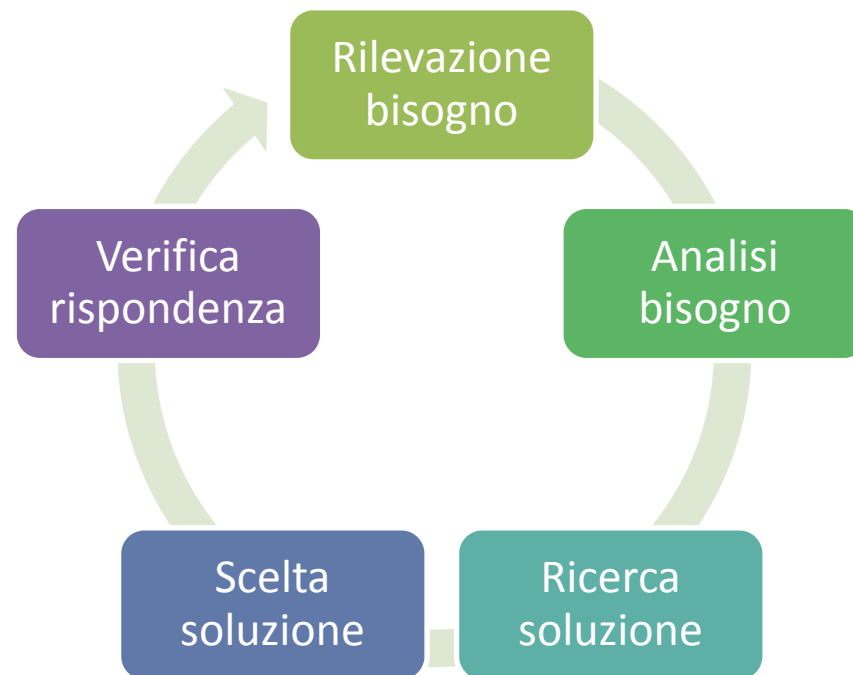 Rilevazione
bisogno
Analisi
bisogno
Ricerca
soluzione
Scelta
soluzione
Verifica
rispondenza